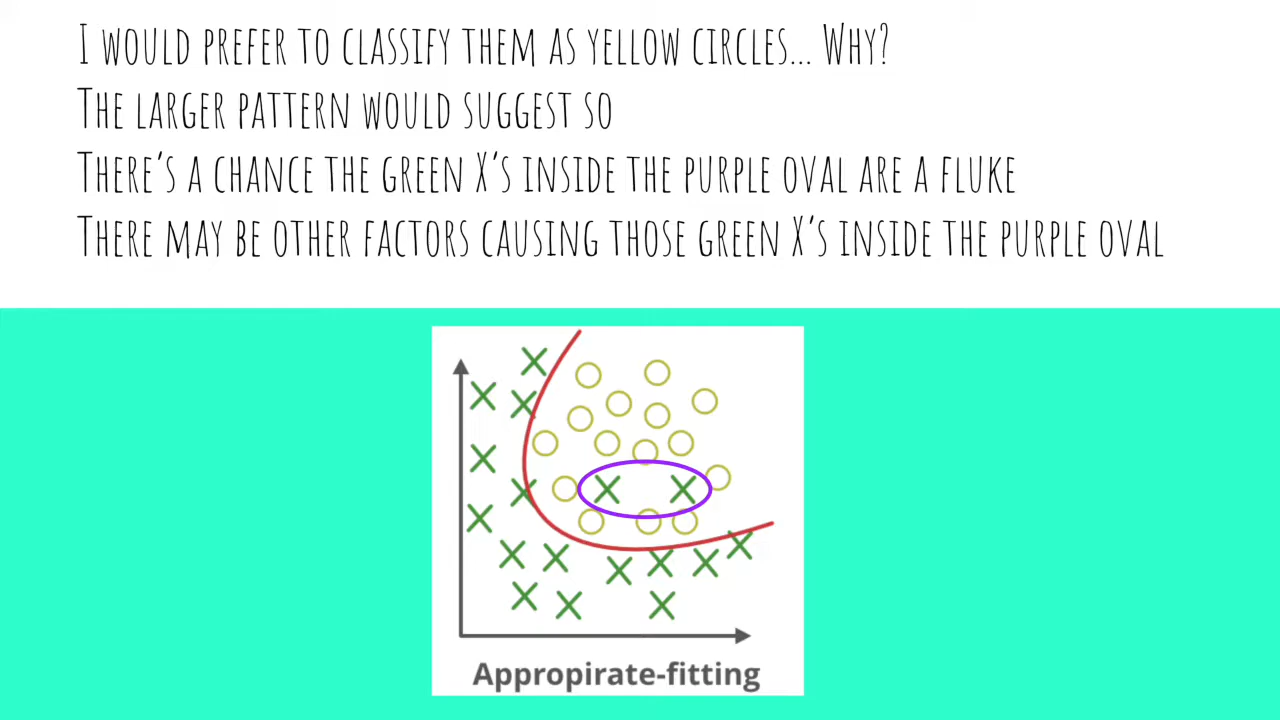 I would prefer to classify them as yellow circles... Why?
The larger pattern would suggest so
There's a chance the green X's inside the purple oval are a fluke
There may be other factors causing those green X's inside the purple oval
Appropirate-fitting